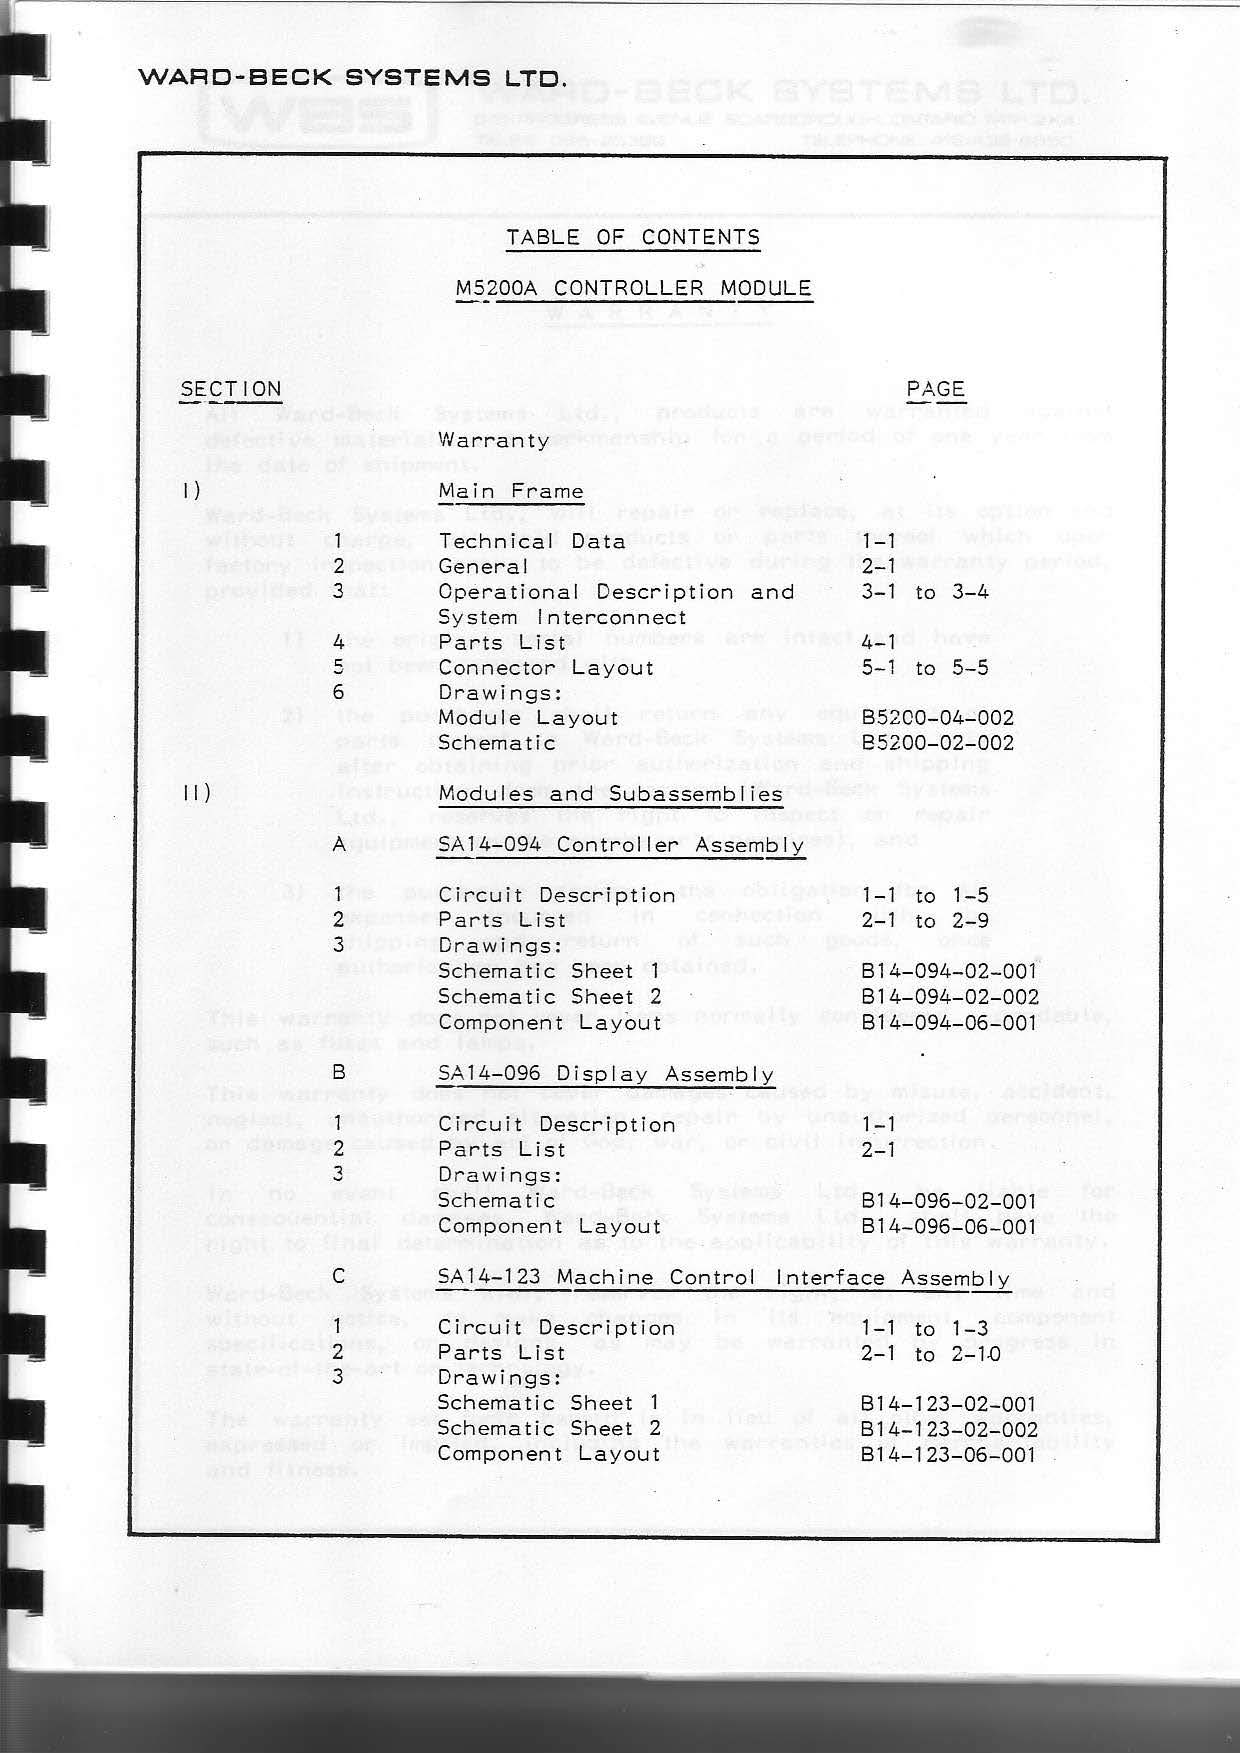 WARD-BECK SYSTEMS LTD.
TABLE OF CONTENTS
M5200A CONTROLLER MODULE
SECTION PAGE
Warranty
I) Main Frame
1 Technical Data 1-1
2 General 2-1
3 Operational Description and 3-1 to 3-4
System Interconnect
4 Parts List 4-1
5 Connector Layout 5-1 to 5-5
6 Drawings:
Module Layout B5200-04-002
Schematic B5200-02-002
II) Modules and Subassemblies
A SA14-094 Controller Assembly
1 Circuit Description 1-1 to 1-5
2 Parts List 2-1 to 2-9
3 Drawings:
Schematic Sheet 1 B14-094-02-001
Schematic Sheet 2 B14-094-02-002
Component Layout B14-094-06-001
B SA14-096 Display Assembly
1 Circuit Description 1-1
2 Parts List 2-1
3 Drawings:
Schematic B14-096-02-001
Component Layout B14-096-06-001
C SA14-123 Machine Control Interface Assembly
1 Circuit Description 1-1 to 1-3
2 Parts List 2-1 to 2-10
3 Drawings:
Schematic Sheet 1 B14-123-02-001
Schematic Sheet 2 B14-123-02-002
Component Layout B14-123-06-001